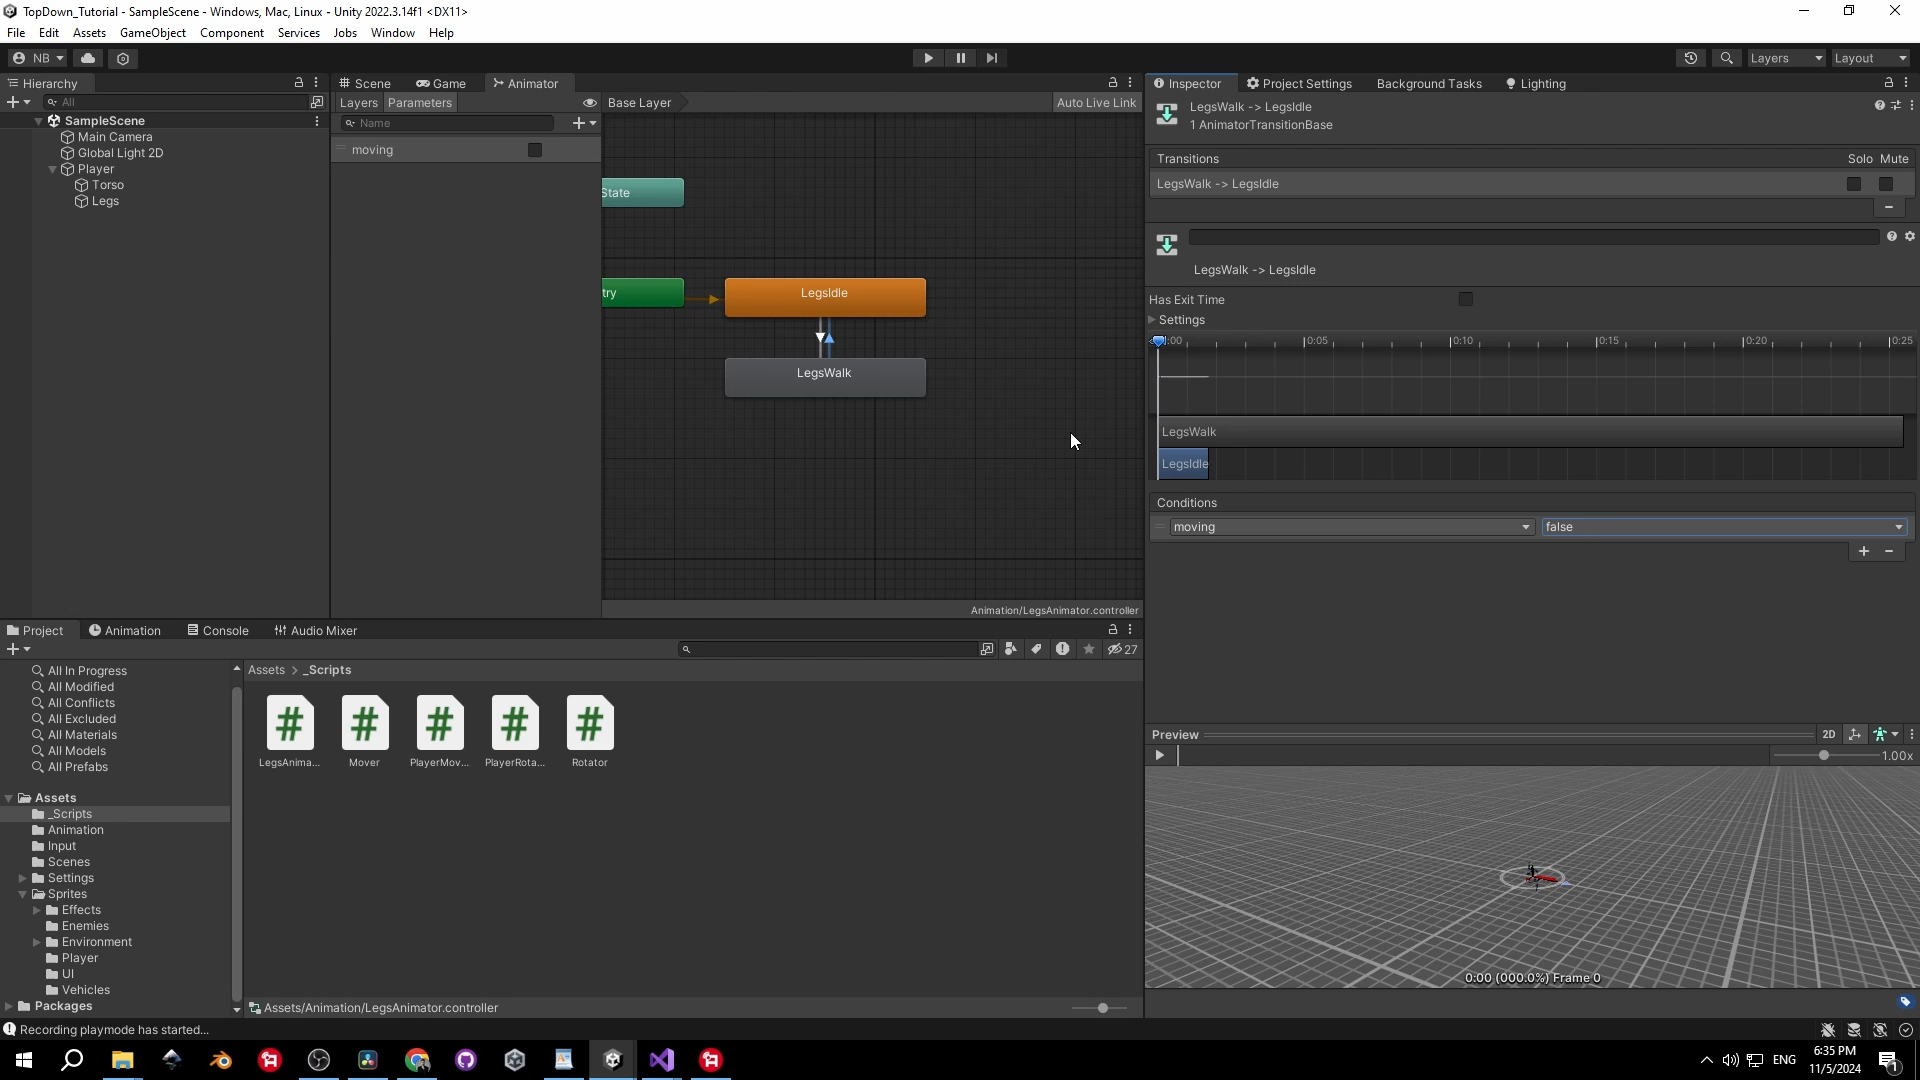 TopDown_Tutorial - SampleScene - Windows, Mac, Linux - Unity 2022.3.14f1 <DX11>
File Edit Assets GameObject Component Services Jobs Window Help
NB Layers Layout
Hierarchy
All
SampleScene
Main Camera
Global Light 2D
Player
Torso
Legs
Scene Game Animator
Layers Parameters Base Layer Auto Live Link
Name
moving
State
try
LegsIdle
LegsWalk
Animation/LegsAnimator.controller
Inspector Project Settings Background Tasks Lighting
LegsWalk -> LegsIdle
1 AnimatorTransitionBase
Transitions Solo Mute
LegsWalk -> LegsIdle
LegsWalk -> LegsIdle
Has Exit Time
Settings
:00 0:05 0:10 0:15 0:20 0:25
LegsWalk
LegsIdle
Conditions
moving false
Preview 2D
1.00x
0:00 (000.0%) Frame 0
Project Animation Console Audio Mixer
27
All In Progress
All Modified
All Conflicts
All Excluded
All Materials
All Models
All Prefabs
Assets
_Scripts
Animation
Input
Scenes
Settings
Sprites
Effects
Enemies
Environment
Player
UI
Vehicles
Packages
Assets > _Scripts
LegsAnima... Mover PlayerMov... PlayerRota... Rotator
Assets/Animation/LegsAnimator.controller
Recording playmode has started...
ENG
6:35 PM
11/5/2024
1